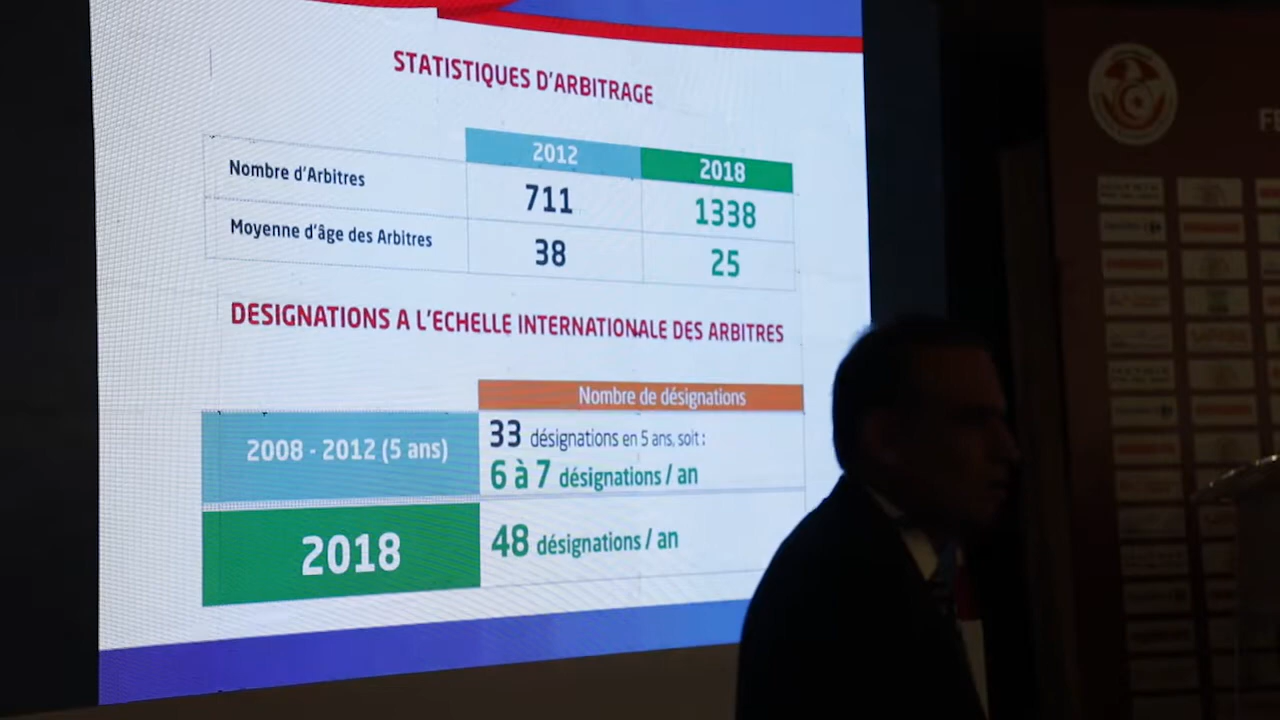 STATISTIQUES D'ARBITRAGE
2012 2018
Nombre d'Arbitres 711 1338
Moyenne d'âge des Arbitres 38 25
DESIGNATIONS A L'ECHELLE INTERNATIONALE DES ARBITRES
Nombre de désignations
2008 - 2012 (5 ans) 33 désignations en 5 ans, soit :
6 à 7 désignations / an
2018 48 désignations / an